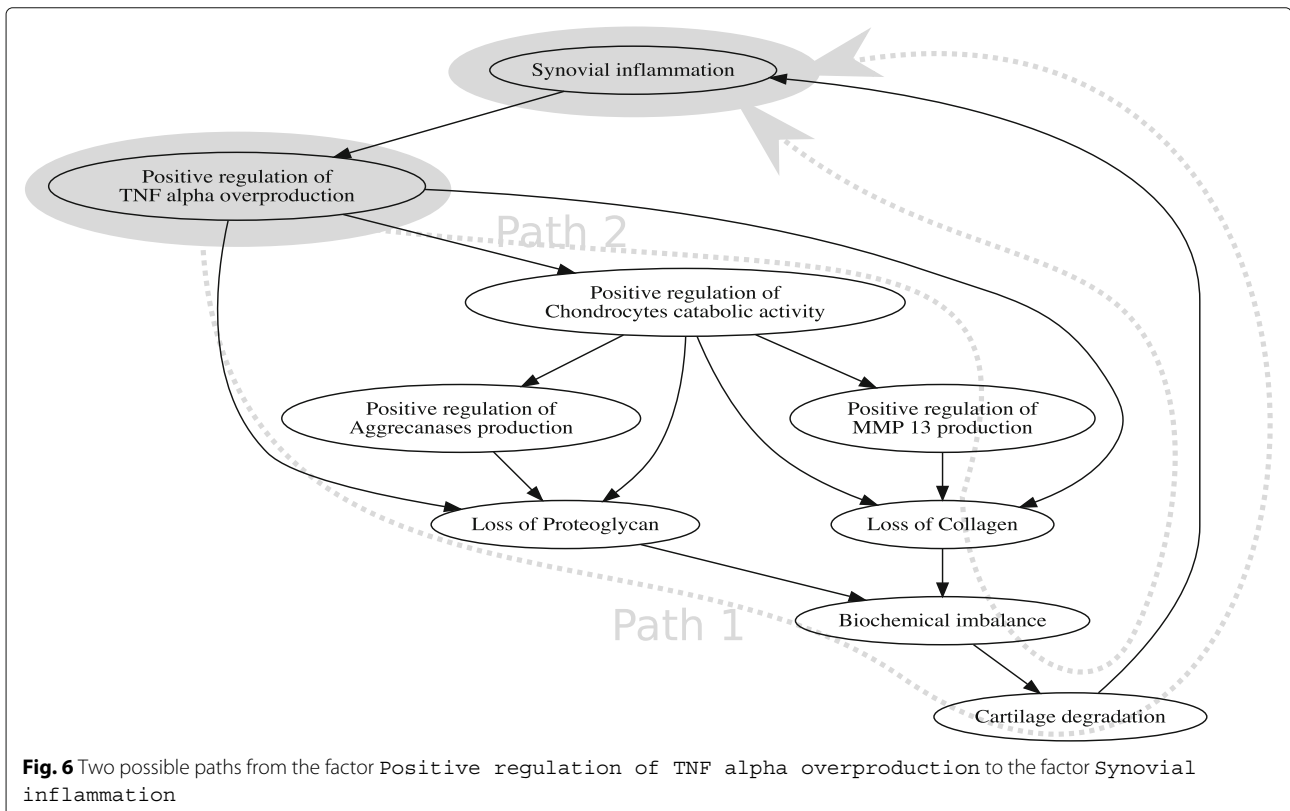 Synovial inflammation
Positive regulation of
TNF alpha overproduction
Path 2
Positive regulation of
Chondrocytes catabolic activity
Positive regulation of
Aggrecanases production
Positive regulation of
MMP 13 production
Loss of Proteoglycan
Loss of Collagen
Path 1
Biochemical imbalance
Cartilage degradation
Fig. 6 Two possible paths from the factor Positive regulation of TNF alpha overproduction to the factor Synovial
inflammation